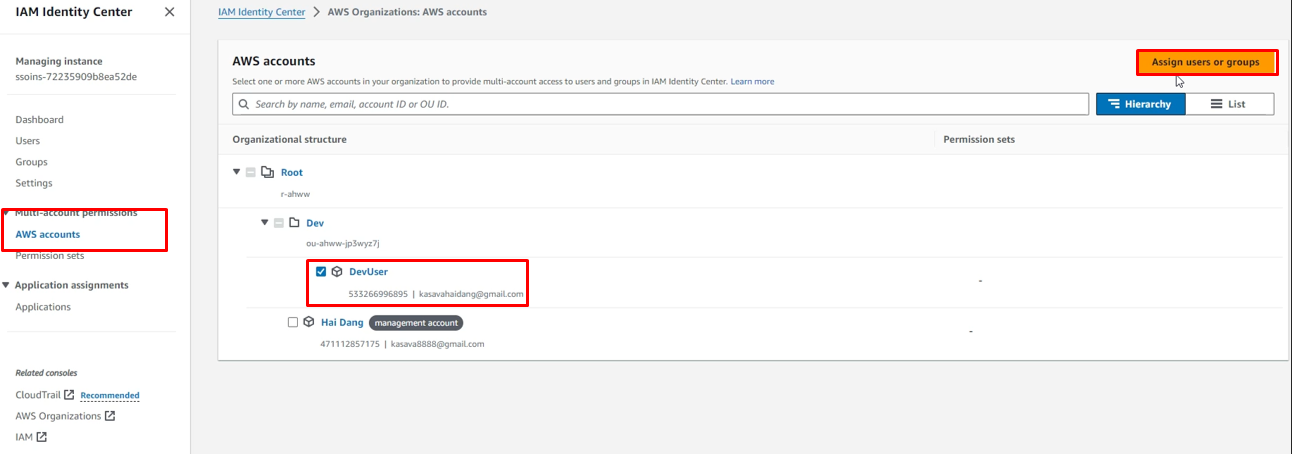 IAM Identity Center
Managing instance
ssoins-72235909b8ea52de
Dashboard
Users
Groups
Settings
Multi-account permissions
AWS accounts
Permission sets
Application assignments
Applications
Related consoles
CloudTrail Recommended
AWS Organizations
IAM
IAM Identity Center > AWS Organizations: AWS accounts
AWS accounts
Assign users or groups
Select one or more AWS accounts in your organization to provide multi-account access to users and groups in IAM Identity Center. Learn more
Search by name, email, account ID or OU ID.
Hierarchy
List
Organizational structure
Permission sets
Root
r-ahww
Dev
ou-ahww-jp3wyz7j
DevUser
533266996895 | kasavahaidang@gmail.com
-
Hai Dang management account
471112857175 | kasava8888@gmail.com
-